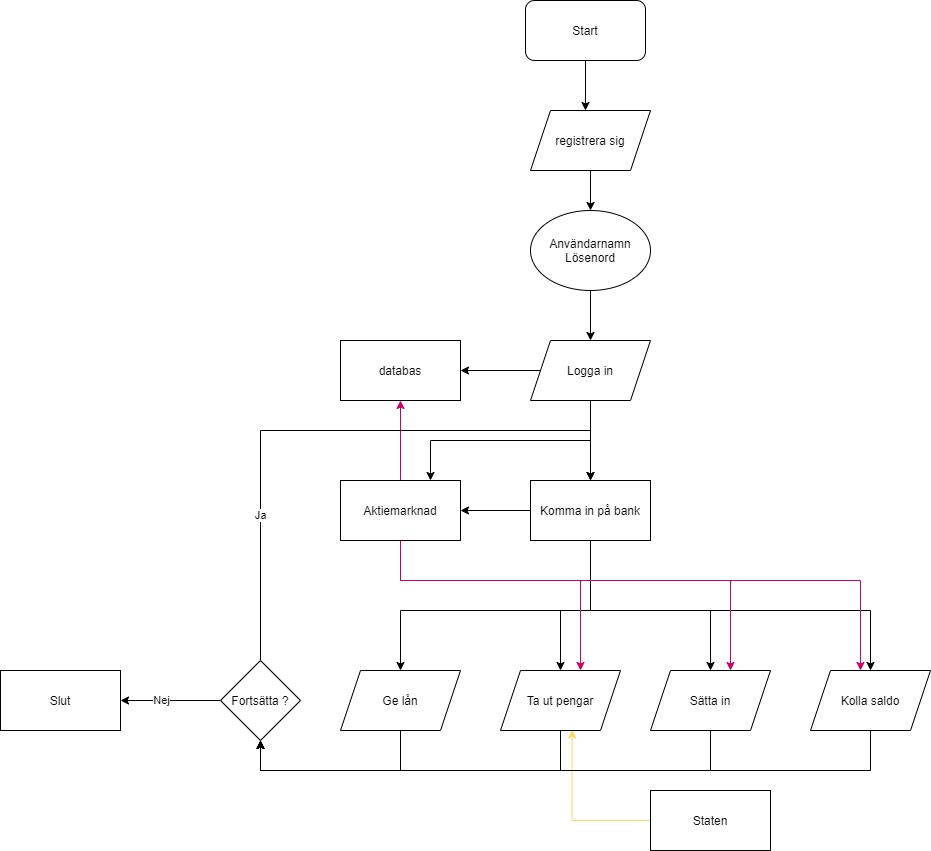 Start
registrera sig
Användarnamn
Lösenord
databas
Logga in
Aktiemarknad
Komma in på bank
Ja
Slut
Nej
Fortsätta ?
Ge lån
Ta ut pengar
Sätta in
Kolla saldo
Staten